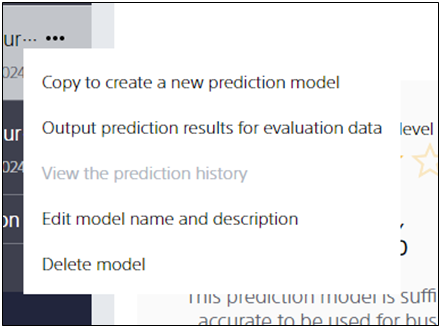 ur··· •••
024
Copy to create a new prediction model
Output prediction results for evaluation data
level
ur
View the prediction history
024
on
Edit model name and description
Delete model
This prediction model is suffi
accurate to be used for bus